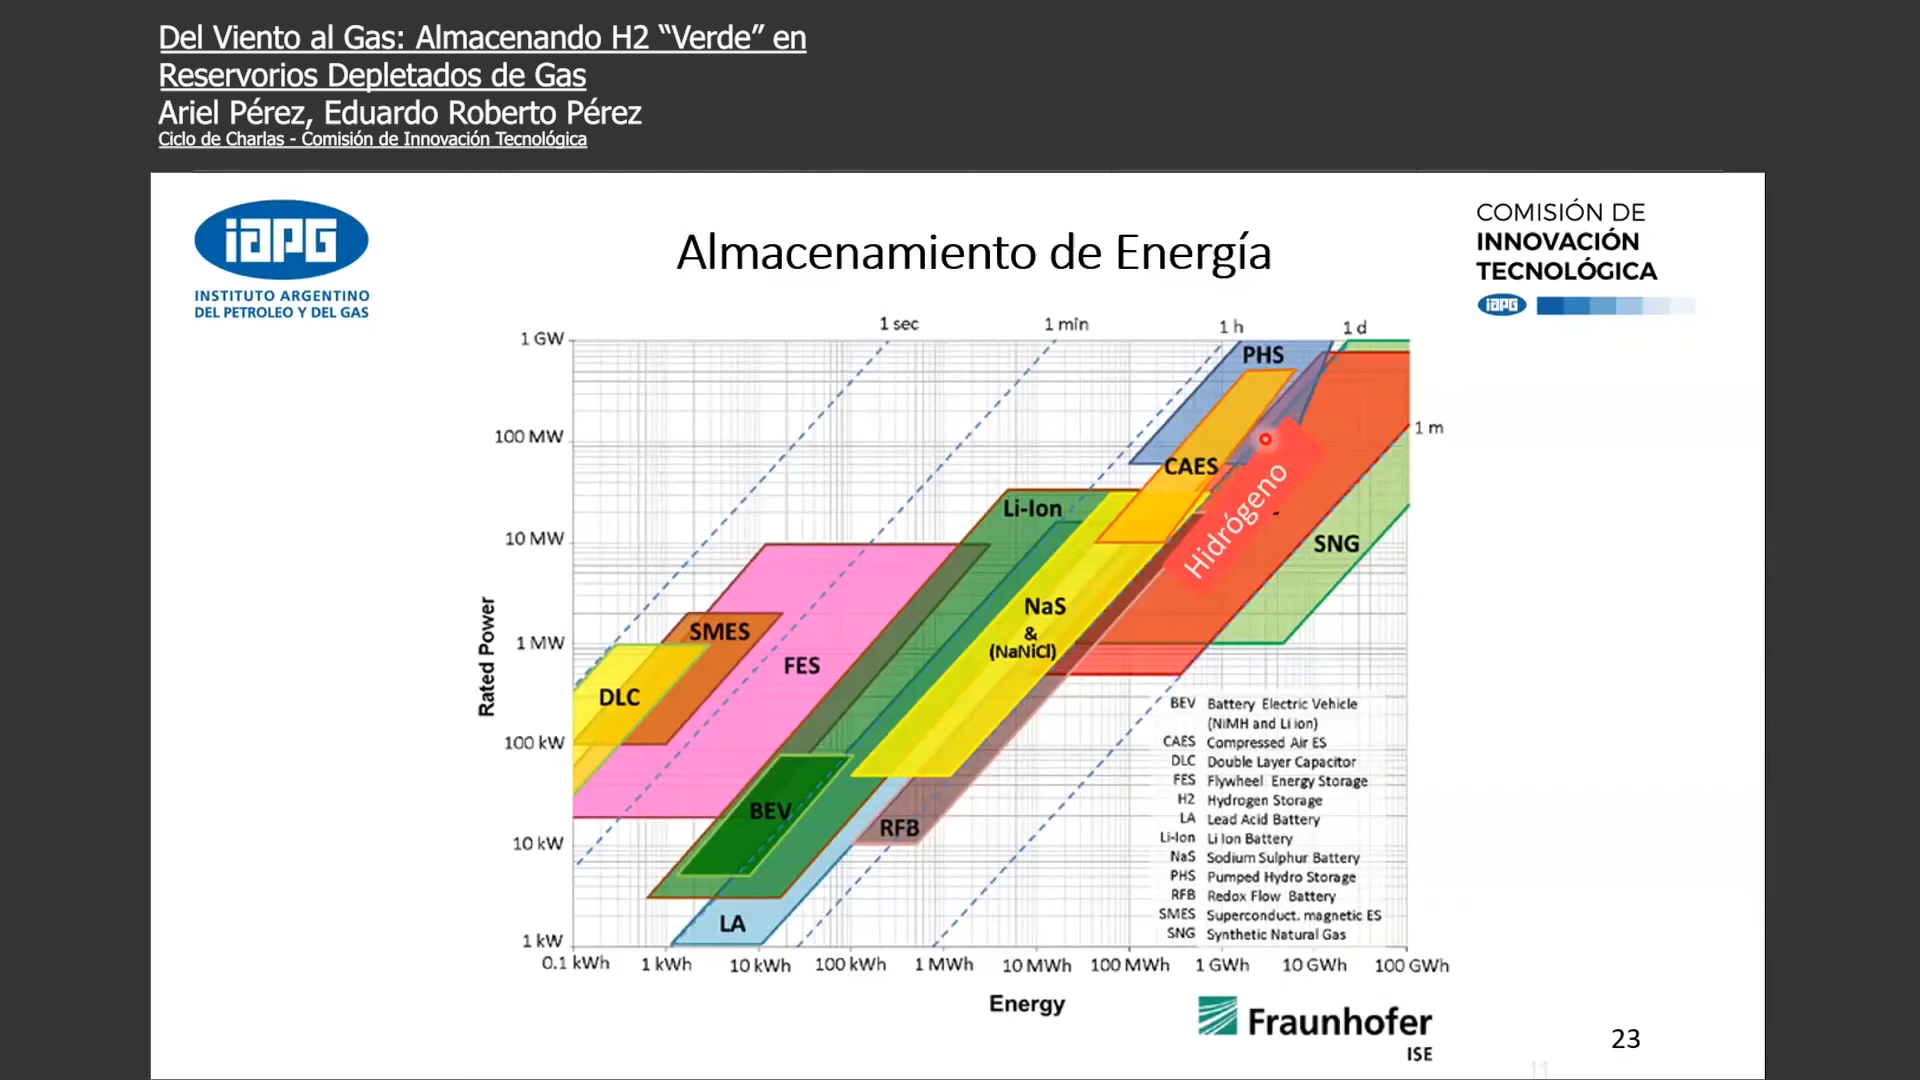 Del Viento al Gas: Almacenando H2 “Verde” en
Reservorios Depletados de Gas
Ariel Pérez, Eduardo Roberto Pérez
Ciclo de Charlas - Comisión de Innovación Tecnológica
iapg
INSTITUTO ARGENTINO
DEL PETROLEO Y DEL GAS
Almacenamiento de Energía
COMISIÓN DE
INNOVACIÓN
TECNOLÓGICA
iapg
1 sec
1 min
1 h
1 d
1 m
1 GW
100 MW
10 MW
1 MW
100 kW
10 kW
1 kW
Rated Power
PHS
CAES
Hidrógeno
Li-Ion
SNG
NaS
&
(NaNiCl)
SMES
FES
DLC
BEV
RFB
LA
BEV Battery Electric Vehicle
(NiMH and Li ion)
CAES Compressed Air ES
DLC Double Layer Capacitor
FES Flywheel Energy Storage
H2 Hydrogen Storage
LA Lead Acid Battery
Li-Ion Li Ion Battery
NaS Sodium Sulphur Battery
PHS Pumped Hydro Storage
RFB Redox Flow Battery
SMES Superconduct. magnetic ES
SNG Synthetic Natural Gas
0.1 kWh 1 kWh 10 kWh 100 kWh 1 MWh 10 MWh 100 MWh 1 GWh 10 GWh 100 GWh
Energy
Fraunhofer
ISE
23
11